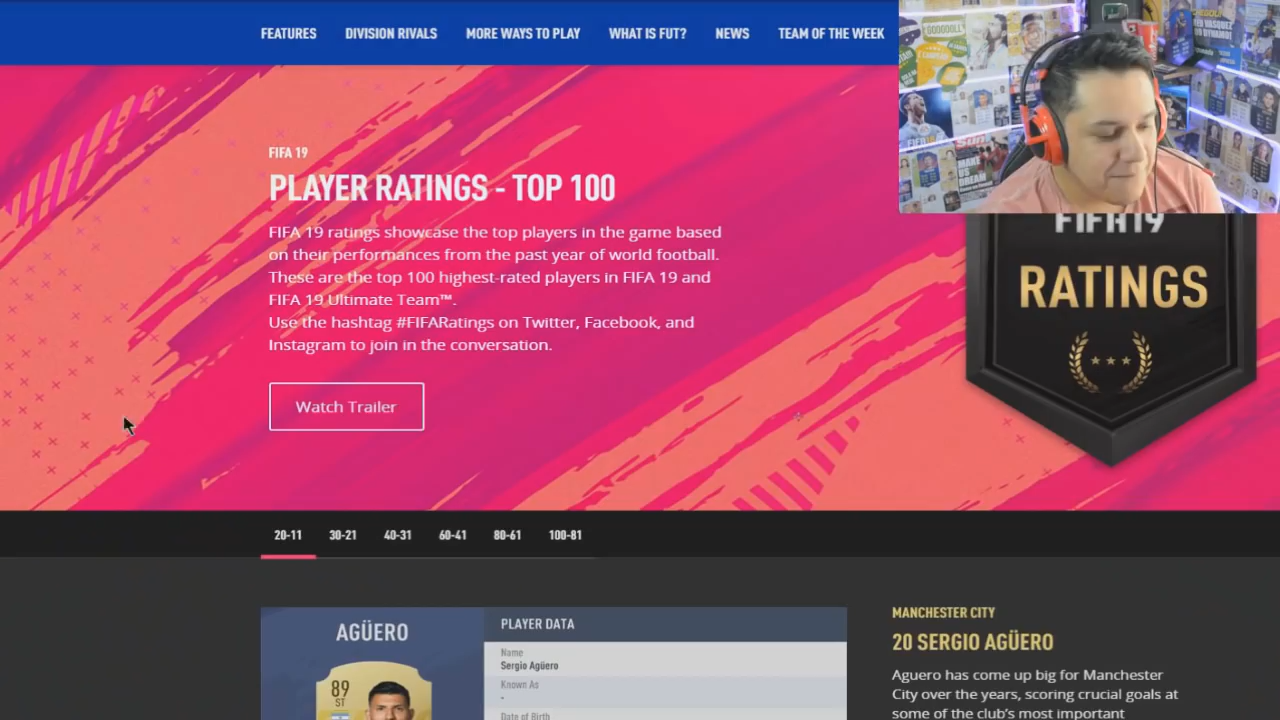 FEATURES
DIVISION RIVALS
MORE WAYS TO PLAY
WHAT IS FUT?
NEWS
TEAM OF THE WEEK
FIFA 19
PLAYER RATINGS - TOP 100
FIFA 19 ratings showcase the top players in the game based
on their performances from the past year of world football.
These are the top 100 highest-rated players in FIFA 19 and
FIFA 19 Ultimate Team™.
Use the hashtag #FIFARatings on Twitter, Facebook, and
Instagram to join in the conversation.
Watch Trailer
MAKE
US
DREAM
FIFA 19
RATINGS
20-11
30-21
40-31
60-41
80-61
100-81
AGÜERO
89
ST
PLAYER DATA
Name
Sergio Agüero
Known As
-
Date of Birth
MANCHESTER CITY
20 SERGIO AGÜERO
Aguero has come up big for Manchester
City over the years, scoring crucial goals at
some of the club's most important